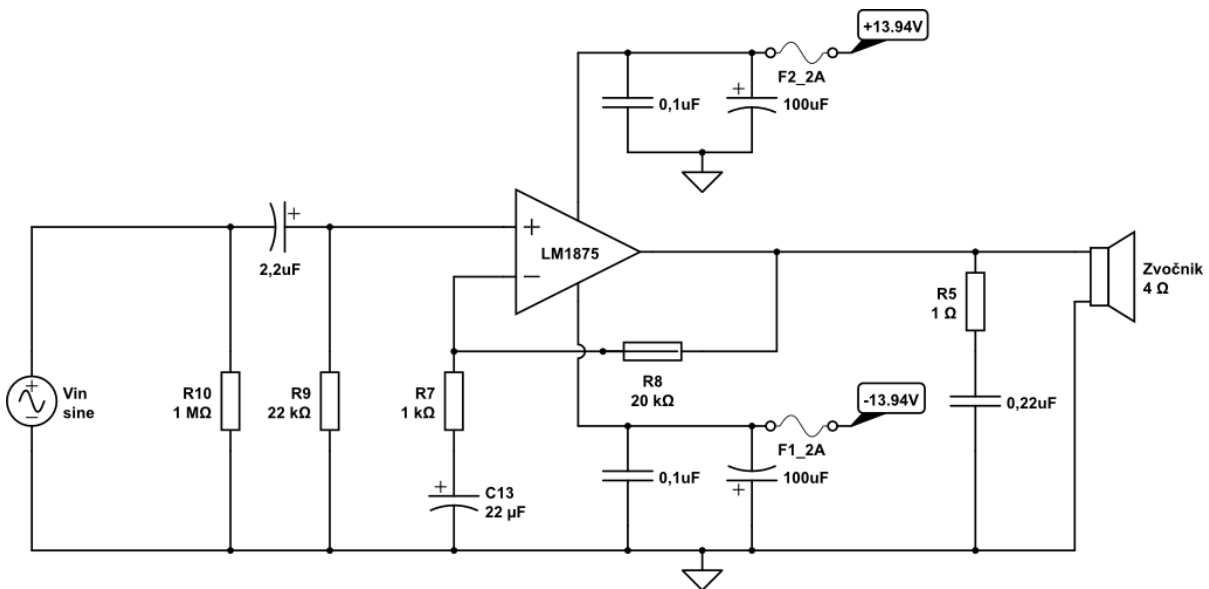 +13.94V
F2_2A
0,1uF
100uF
+
+
+
LM1875
−
2,2uF
Zvočnik
4 Ω
R5
1 Ω
R8
20 kΩ
-13.94V
+
−
Vin
sine
R10
1 MΩ
R9
22 kΩ
R7
1 kΩ
0,22uF
F1_2A
0,1uF
100uF
+
+
C13
22 µF